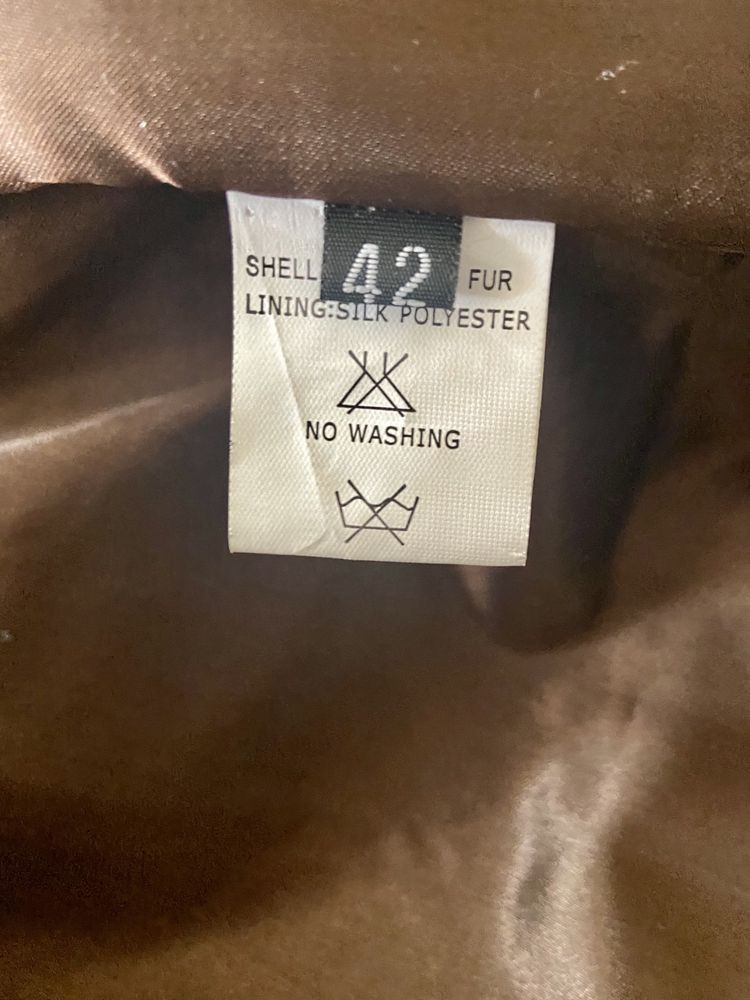 SHELL 42 FUR
LINING:SILK POLYESTER
NO WASHING